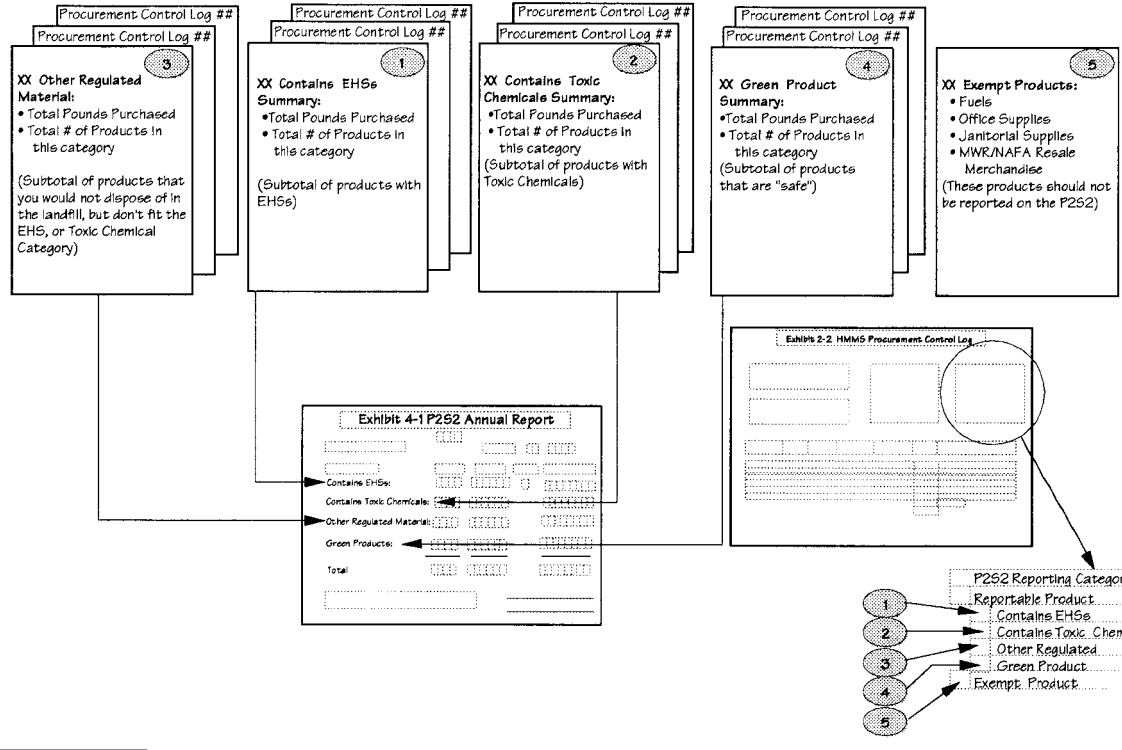 Procurement Control Log ##
Procurement Control Log ##
3
XX Other Regulated
Material:
• Total Pounds Purchased
• Total # of Products in
this category
(Subtotal of products that
you would not dispose of in
the landfill, but don't fit the
EHS, or Toxic Chemical
Category)
Procurement Control Log ##
Procurement Control Log ##
1
XX Contains EHSs
Summary:
•Total Pounds Purchased
• Total # of Products in
this category
(Subtotal of products with
EHSs)
Procurement Control Log ##
Procurement Control Log ##
2
XX Contains Toxic
Chemicals Summary:
•Total Pounds Purchased
• Total # of Products in
this category
(Subtotal of products with
Toxic Chemicals)
Procurement Control Log ##
Procurement Control Log ##
4
XX Green Product
Summary:
•Total Pounds Purchased
• Total # of Products in
this category
(Subtotal of products
that are "safe")
5
XX Exempt Products:
• Fuels
• Office Supplies
• Janitorial Supplies
• MWR/NAFA Resale
Merchandise
(These products should not
be reported on the P2S2)
Exhibit 4-1 P2S2 Annual Report
Contains EHSs:
Contains Toxic Chemicals:
Other Regulated Material:
Green Products:
Total
Exhibit 2-2 HMMS Procurement Control Log
P2S2 Reporting Categor
Reportable Product
1
Contains EHSs
2
Contains Toxic Chem
3
Other Regulated
4
Green Product
5
Exempt Product